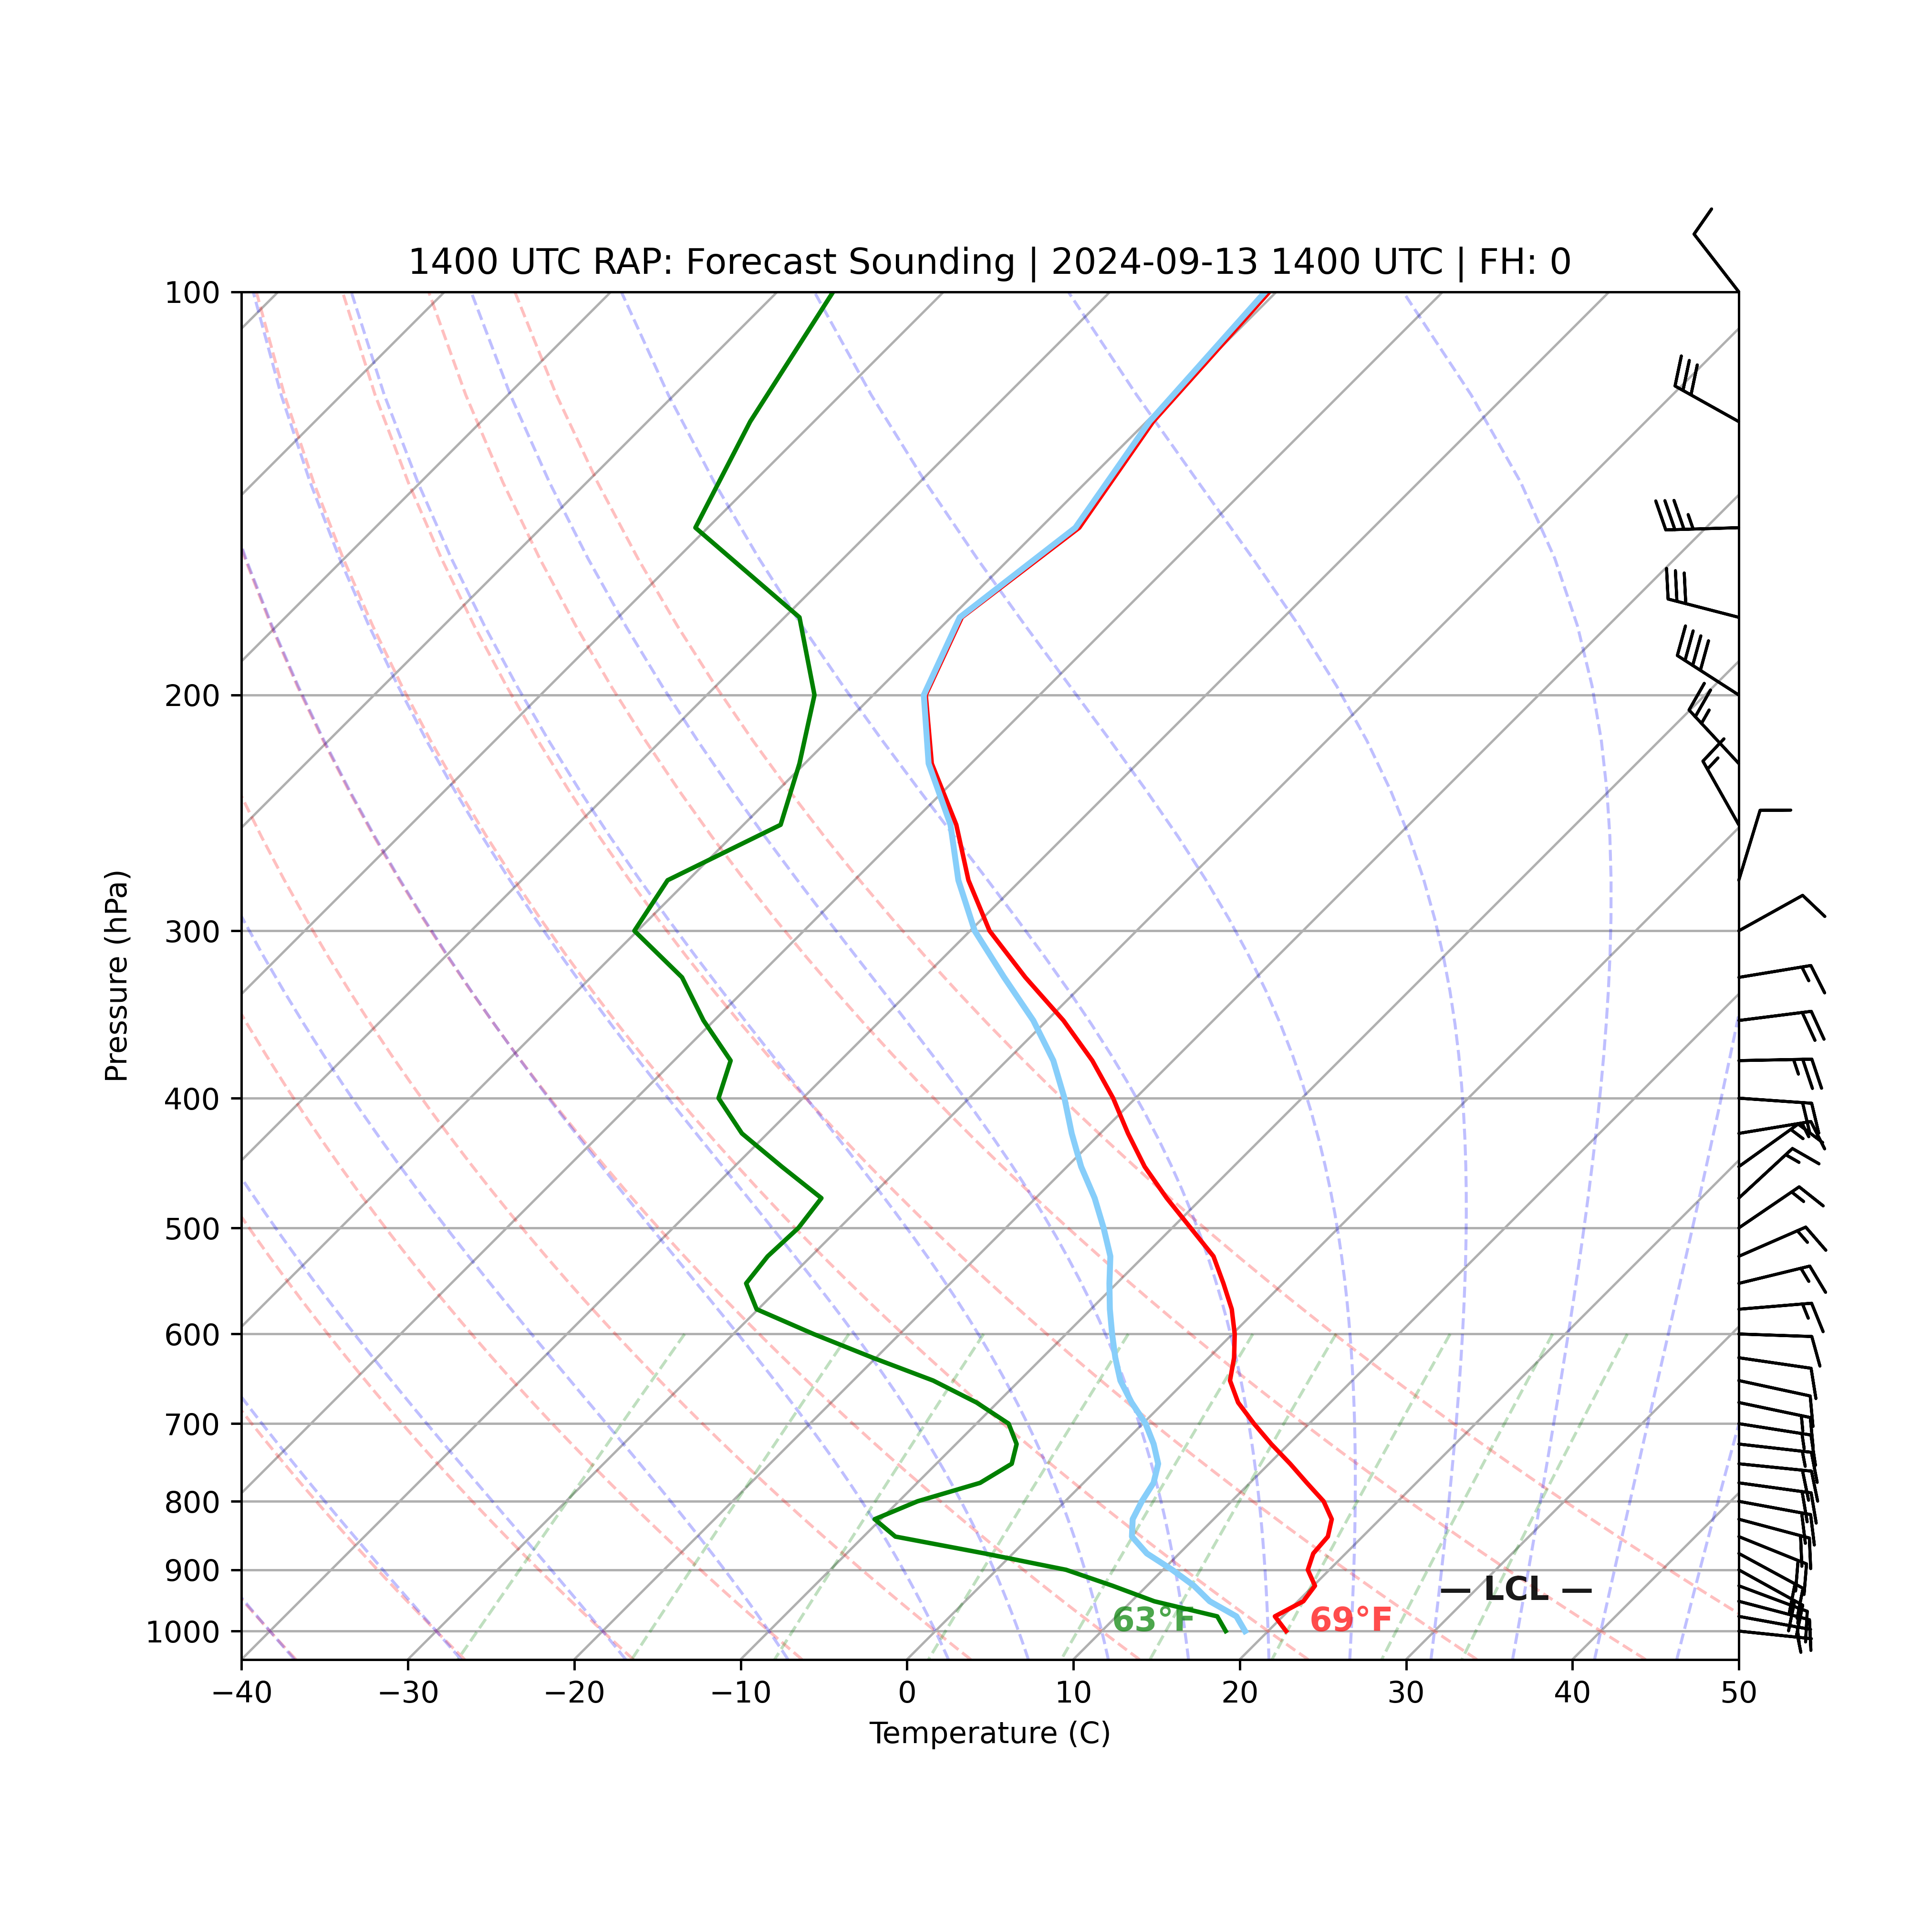 1400 UTC RAP: Forecast Sounding | 2024-09-13 1400 UTC | FH: 0
100
200
300
400
500
600
700
800
900
1000
Pressure (hPa)
— LCL —
63°F
69°F
−40 −30 −20 −10 0 10 20 30 40 50
Temperature (C)